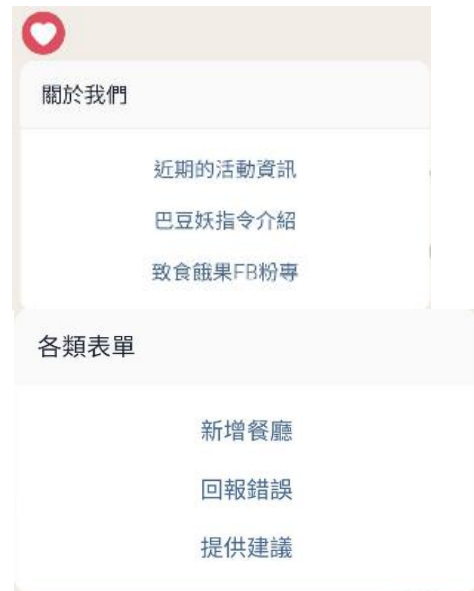 關於我們
近期的活動資訊
巴豆妖指令介紹
致食餓果FB粉專
各類表單
新增餐廳
回報錯誤
提供建議